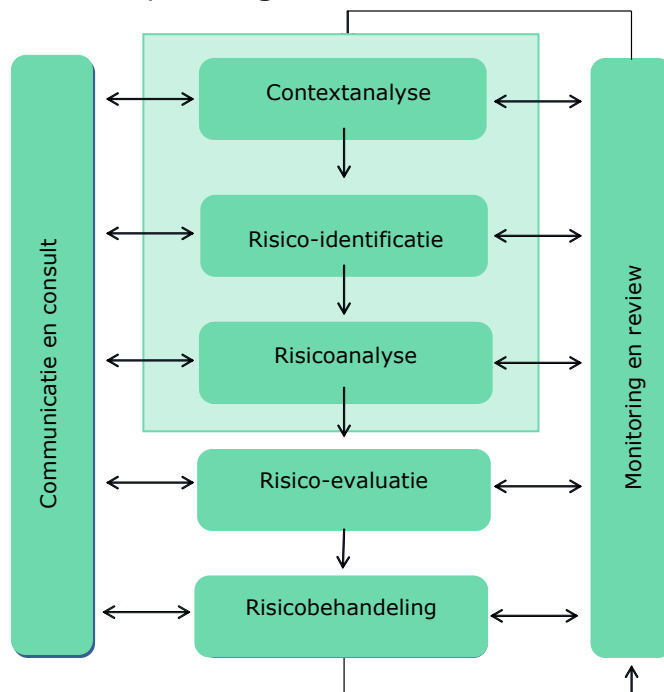 Contextanalyse
Risico-identificatie
Risicoanalyse
Risico-evaluatie
Risicobehandeling
Communicatie en consult
Monitoring en review